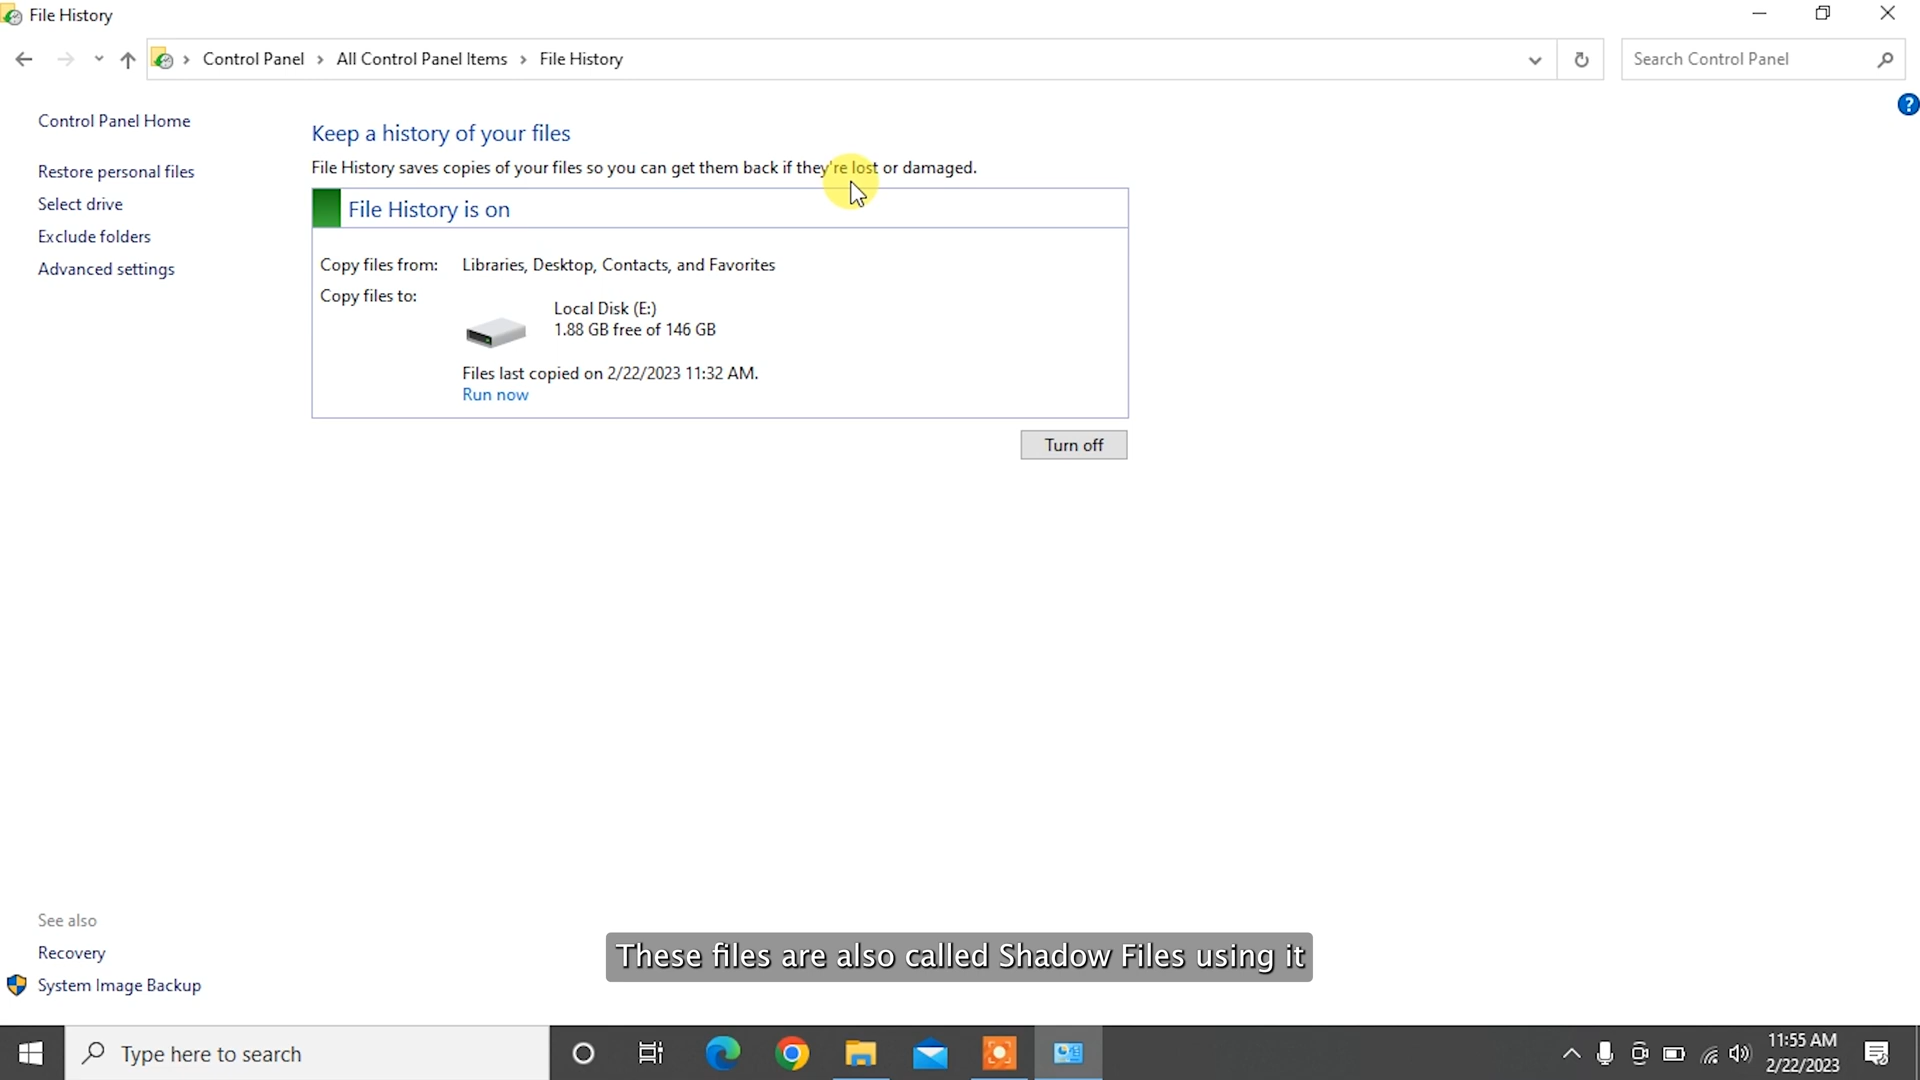 File History
Control Panel > All Control Panel Items > File History
Search Control Panel
?
Control Panel Home
Restore personal files
Select drive
Exclude folders
Advanced settings
Keep a history of your files
File History saves copies of your files so you can get them back if they're lost or damaged.
File History is on
Copy files from: Libraries, Desktop, Contacts, and Favorites
Copy files to:
Local Disk (E:)
1.88 GB free of 146 GB
Files last copied on 2/22/2023 11:32 AM.
Run now
Turn off
See also
Recovery
System Image Backup
These files are also called Shadow Files using it
Type here to search
11:55 AM
2/22/2023